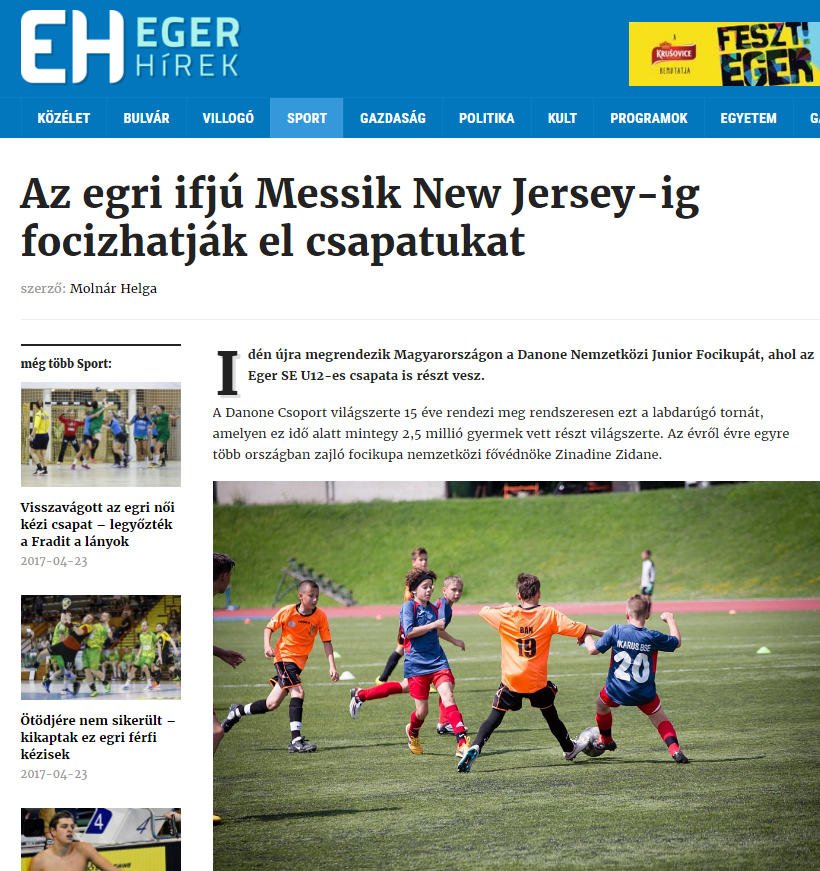 EH EGER
HÍREK
A
KRUŠOVICE
BEMUTATJA
FESZT!
EGER
KÖZÉLET BULVÁR VILLOGÓ SPORT GAZDASÁG POLITIKA KULT PROGRAMOK EGYETEM
Az egri ifjú Messik New Jersey-ig
focizhatják el csapatukat
szerző: Molnár Helga
még több Sport:
Visszavágott az egri női
kézi csapat – legyőzték
a Fradit a lányok
2017-04-23
Ötödjére nem sikerült –
kikaptak ez egri férfi
kézisek
2017-04-23
4
Idén újra megrendezik Magyarországon a Danone Nemzetközi Junior Focikupát, ahol az
Eger SE U12-es csapata is részt vesz.
A Danone Csoport világszerte 15 éve rendezi meg rendszeresen ezt a labdarúgó tornát,
amelyen ez idő alatt mintegy 2,5 millió gyermek vett részt világszerte. Az évről évre egyre
több országban zajló focikupa nemzetközi fővédnöke Zinadine Zidane.
BAK
19
IKARUS BSE
20